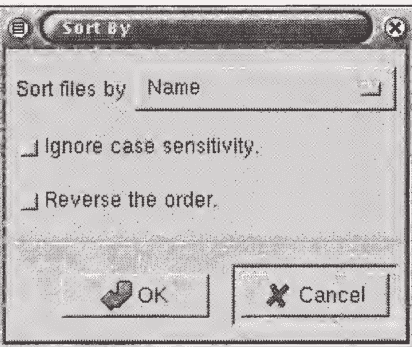 Sort By
Sort files by Name
Ignore case sensitivity.
Reverse the order.
OK Cancel